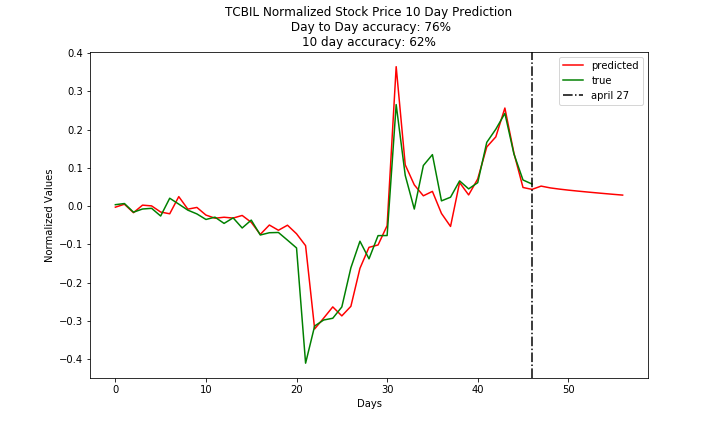 TCBIL Normalized Stock Price 10 Day Prediction
Day to Day accuracy: 76%
10 day accuracy: 62%
predicted
true
april 27
Normalized Values
0.4
0.3
0.2
0.1
0.0
−0.1
−0.2
−0.3
−0.4
0
10
20
30
40
50
Days